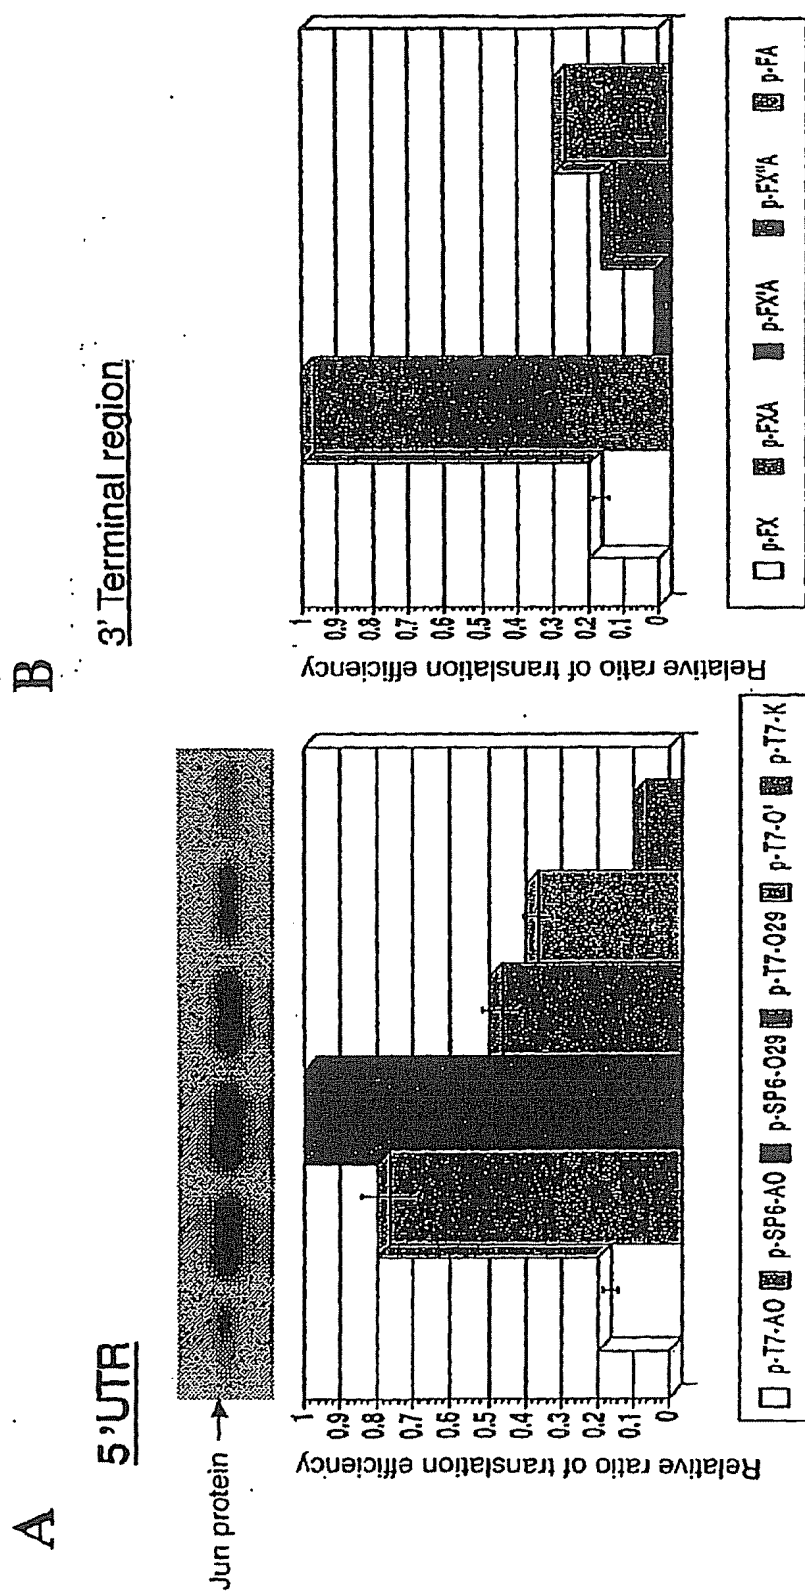 A
5'UTR
Jun protein
Relative ratio of translation efficiency
1
0.9
0.8
0.7
0.6
0.5
0.4
0.3
0.2
0.1
0
p-T7-AO p-SP6-AO p-SP6-O29 p-T7-O29 p-T7-O' p-T7-K
B
3' Terminal region
Relative ratio of translation efficiency
1
0.9
0.8
0.7
0.6
0.5
0.4
0.3
0.2
0.1
0
p-FX p-FXA p-FX'A p-FX"A p-FA